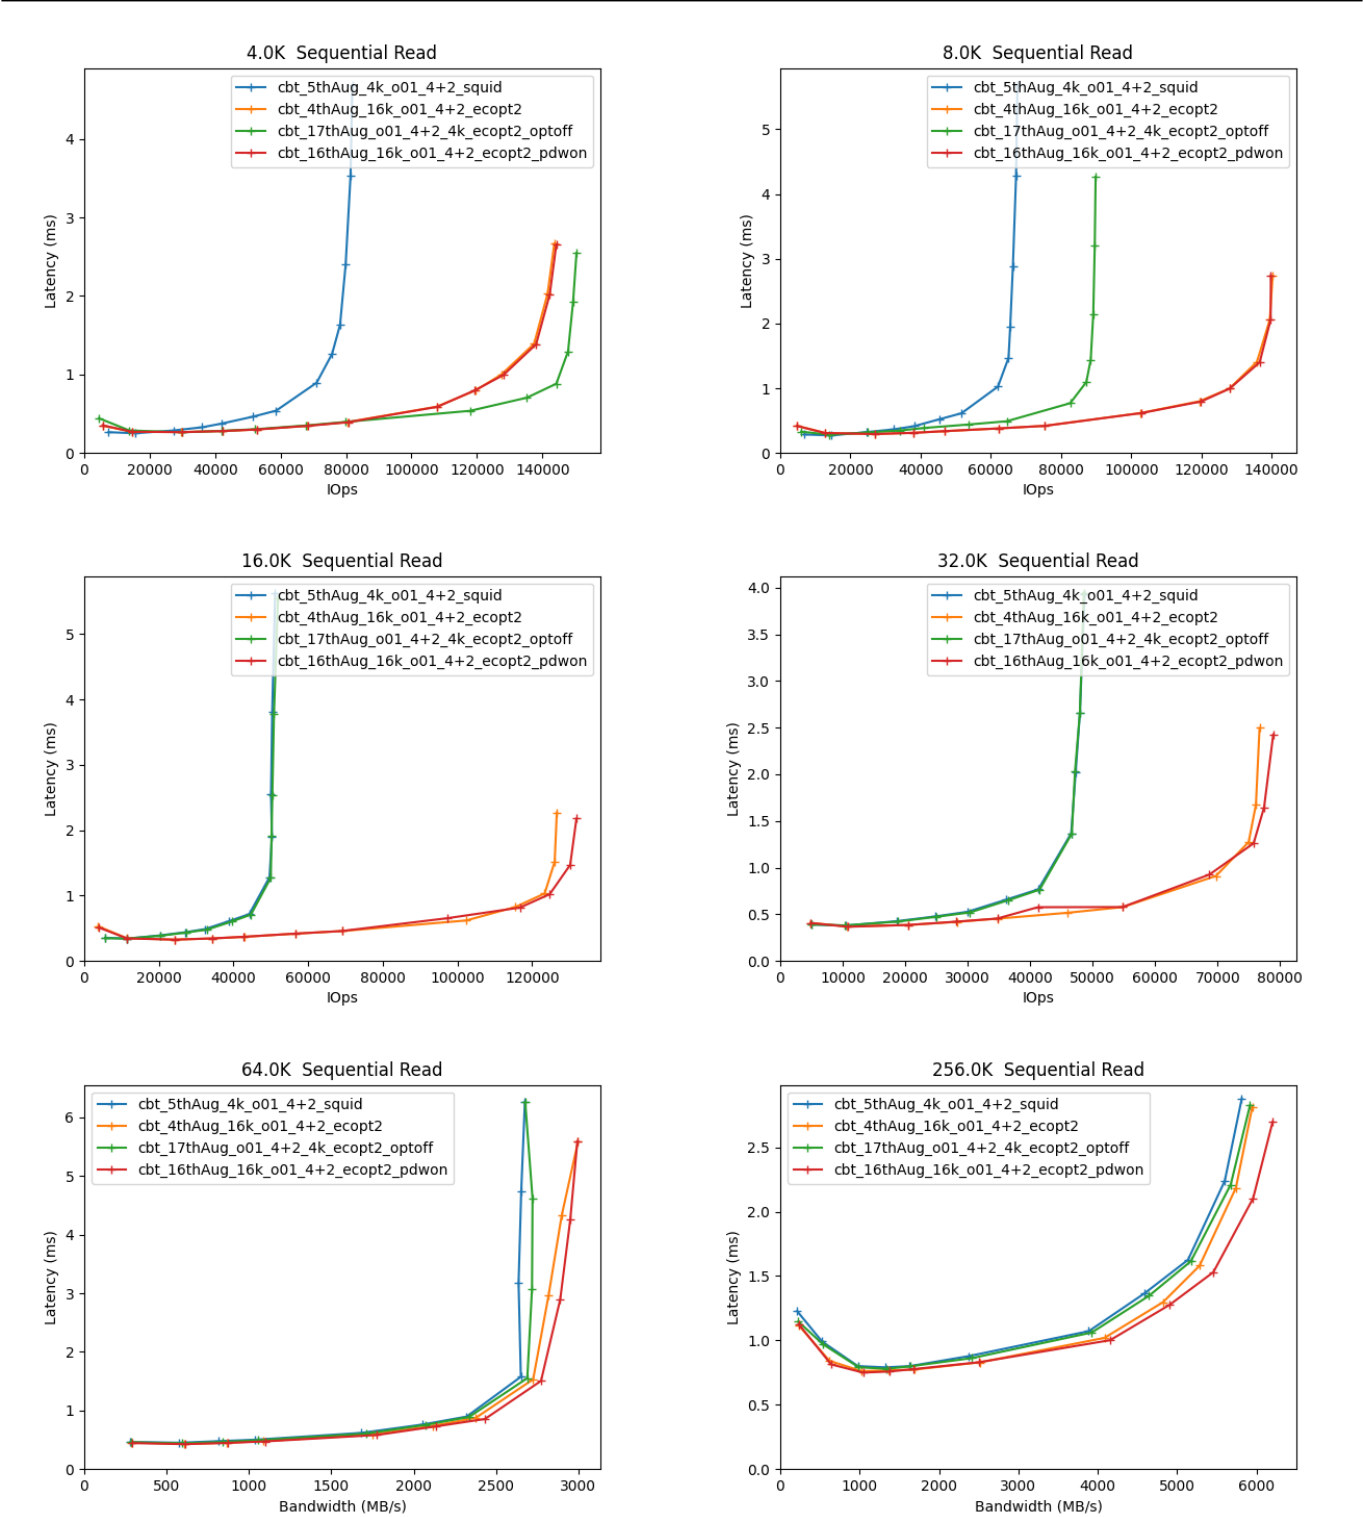 4.0K  Sequential Read
cbt_5thAug_4k_o01_4+2_squid
cbt_4thAug_16k_o01_4+2_ecopt2
cbt_17thAug_o01_4+2_4k_ecopt2_optoff
cbt_16thAug_16k_o01_4+2_ecopt2_pdwon
Latency (ms)
4
3
2
1
0
0 20000 40000 60000 80000 100000 120000 140000
IOps
8.0K  Sequential Read
cbt_5thAug_4k_o01_4+2_squid
cbt_4thAug_16k_o01_4+2_ecopt2
cbt_17thAug_o01_4+2_4k_ecopt2_optoff
cbt_16thAug_16k_o01_4+2_ecopt2_pdwon
Latency (ms)
5
4
3
2
1
0
0 20000 40000 60000 80000 100000 120000 140000
IOps
16.0K  Sequential Read
cbt_5thAug_4k_o01_4+2_squid
cbt_4thAug_16k_o01_4+2_ecopt2
cbt_17thAug_o01_4+2_4k_ecopt2_optoff
cbt_16thAug_16k_o01_4+2_ecopt2_pdwon
Latency (ms)
5
4
3
2
1
0
0 20000 40000 60000 80000 100000 120000
IOps
32.0K  Sequential Read
cbt_5thAug_4k_o01_4+2_squid
cbt_4thAug_16k_o01_4+2_ecopt2
cbt_17thAug_o01_4+2_4k_ecopt2_optoff
cbt_16thAug_16k_o01_4+2_ecopt2_pdwon
Latency (ms)
4.0
3.5
3.0
2.5
2.0
1.5
1.0
0.5
0.0
0 10000 20000 30000 40000 50000 60000 70000 80000
IOps
64.0K  Sequential Read
cbt_5thAug_4k_o01_4+2_squid
cbt_4thAug_16k_o01_4+2_ecopt2
cbt_17thAug_o01_4+2_4k_ecopt2_optoff
cbt_16thAug_16k_o01_4+2_ecopt2_pdwon
Latency (ms)
6
5
4
3
2
1
0
0 500 1000 1500 2000 2500 3000
Bandwidth (MB/s)
256.0K  Sequential Read
cbt_5thAug_4k_o01_4+2_squid
cbt_4thAug_16k_o01_4+2_ecopt2
cbt_17thAug_o01_4+2_4k_ecopt2_optoff
cbt_16thAug_16k_o01_4+2_ecopt2_pdwon
Latency (ms)
2.5
2.0
1.5
1.0
0.5
0.0
0 1000 2000 3000 4000 5000 6000
Bandwidth (MB/s)